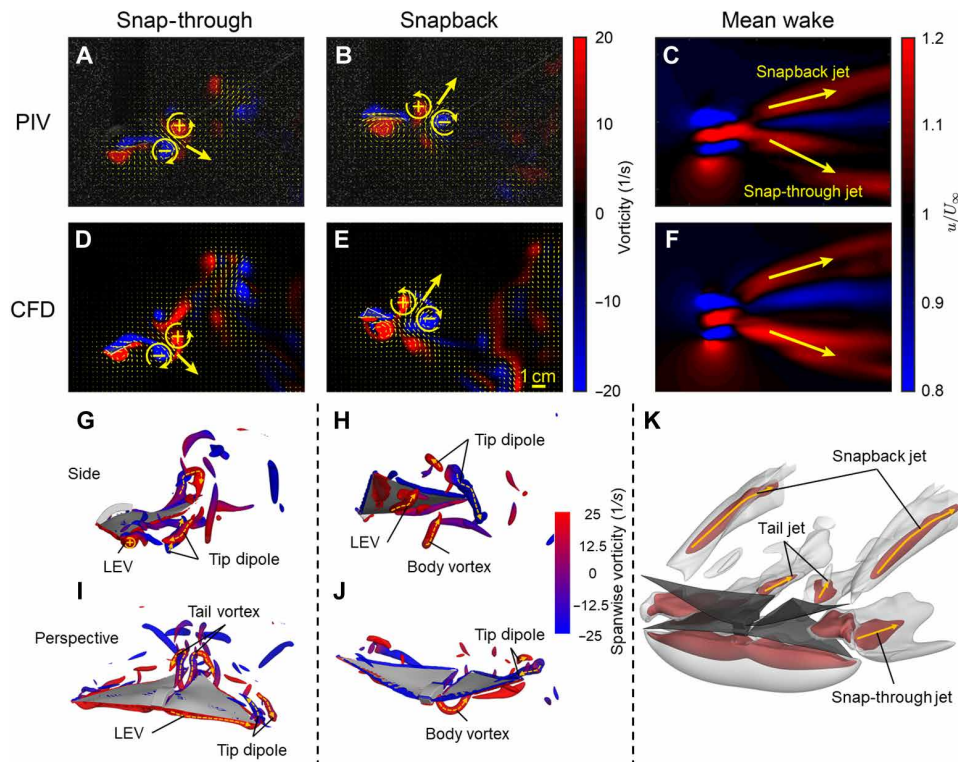 Snap-through
Snapback
Mean wake
PIV
A
B
C
Snapback jet
Snap-through jet
20
10
0
−10
−20
Vorticity (1/s)
1.2
1.1
1
0.9
0.8
u/U∞
CFD
D
E
F
1 cm
G
Side
LEV
Tip dipole
H
Tip dipole
LEV
Body vortex
25
12.5
0
−12.5
−25
Spanwise vorticity (1/s)
K
Snapback jet
Tail jet
Snap-through jet
I
Perspective
Tail vortex
LEV
Tip dipole
J
Tip dipole
Body vortex